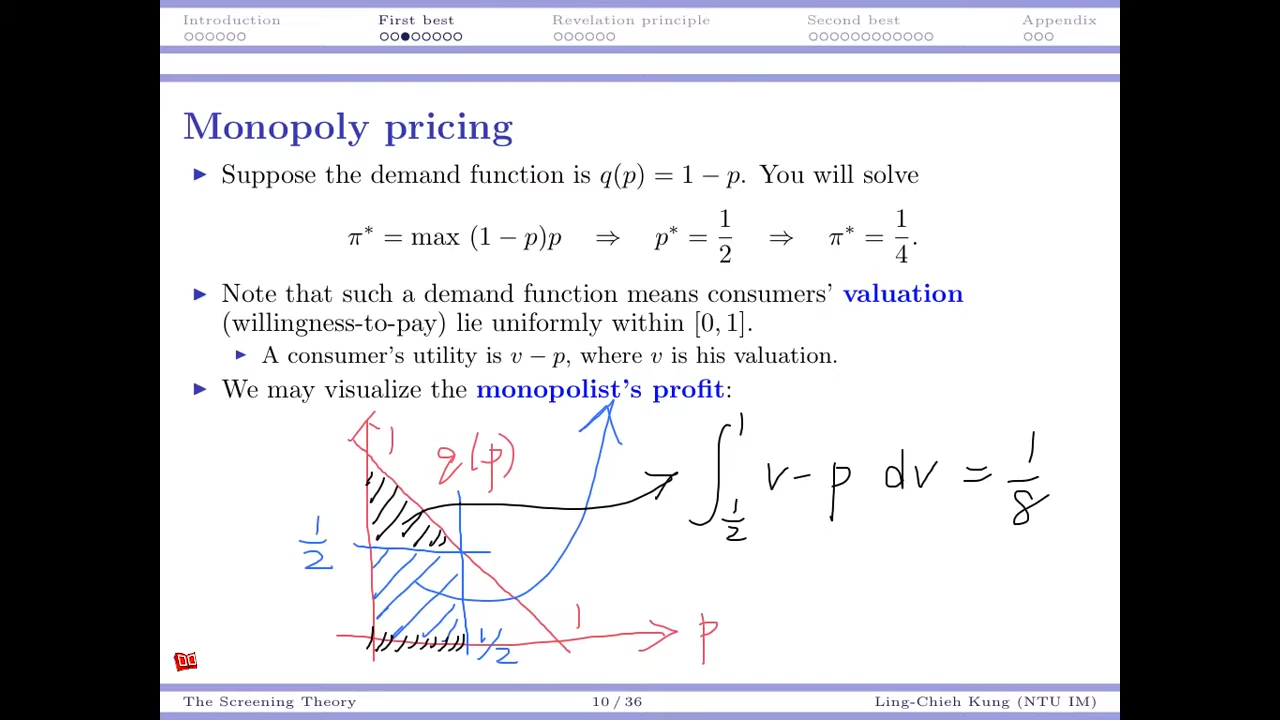 Introduction First best Revelation principle Second best Appendix
Monopoly pricing
▶ Suppose the demand function is q(p) = 1 − p. You will solve
π* = max (1 − p)p ⇒ p* = 1/2 ⇒ π* = 1/4.
▶ Note that such a demand function means consumers' valuation
(willingness-to-pay) lie uniformly within [0, 1].
▶ A consumer's utility is v − p, where v is his valuation.
▶ We may visualize the monopolist's profit:
1
q(p)
∫_{1/2}^{1} v − p dv = 1/8
1/2
1
p
1/2
The Screening Theory 10 / 36 Ling-Chieh Kung (NTU IM)